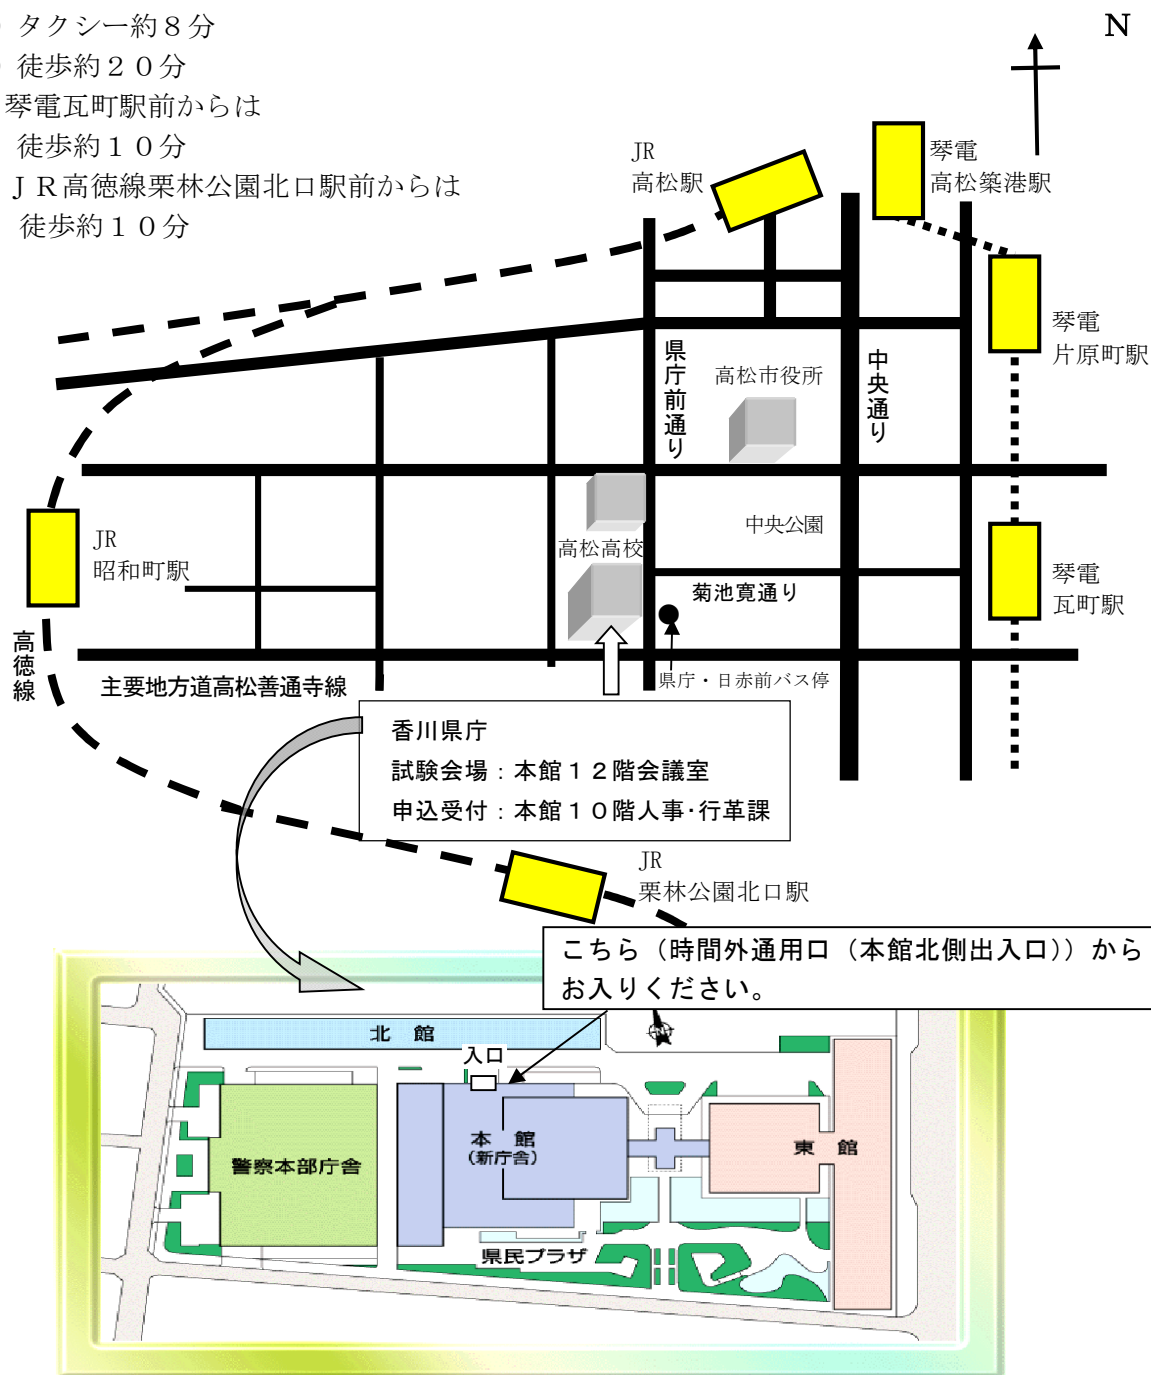 タクシー約８分
徒歩約２０分
琴電瓦町駅前からは
徒歩約１０分
ＪＲ高徳線栗林公園北口駅前からは
徒歩約１０分
N
JR
高松駅
琴電
高松築港駅
琴電
片原町駅
県庁前通り
高松市役所
中央通り
JR
昭和町駅
高松高校
中央公園
菊池寛通り
琴電
瓦町駅
高徳線
主要地方道高松善通寺線
県庁・日赤前バス停
香川県庁
試験会場：本館１２階会議室
申込受付：本館１０階人事･行革課
JR
栗林公園北口駅
こちら（時間外通用口（本館北側出入口））から
お入りください。
北　館
入口
N
本　館
（新庁舎）
東　館
警察本部庁舎
県民プラザ